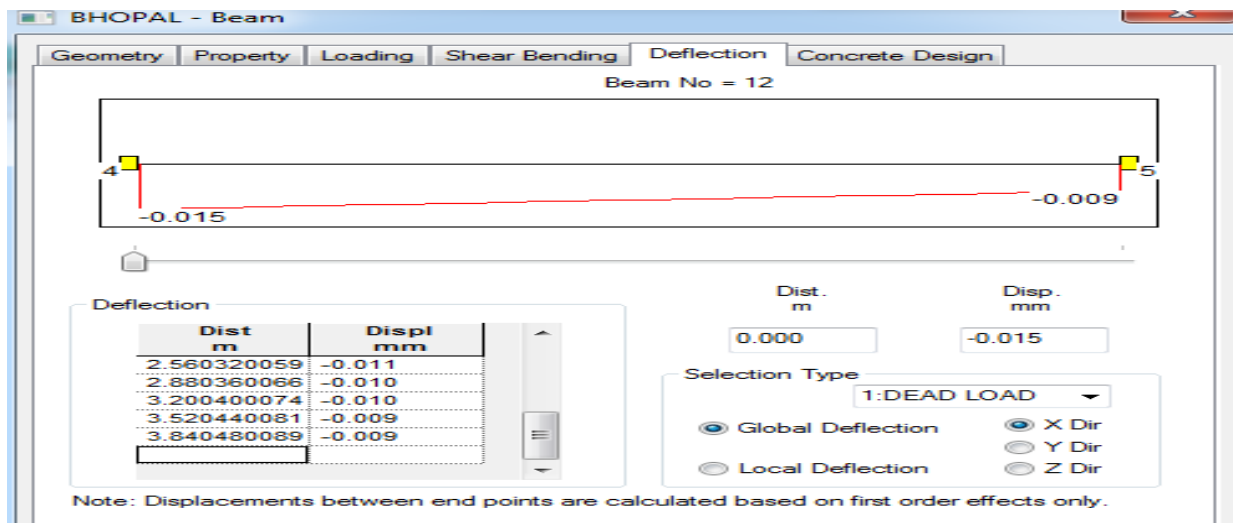 BHOPAL - Beam
Geometry Property Loading Shear Bending Deflection Concrete Design
Beam No = 12
4 5
-0.015 -0.009
Deflection
Dist m Displ mm
2.560320059 -0.011
2.880360066 -0.010
3.200400074 -0.010
3.520440081 -0.009
3.840480089 -0.009
Dist. m Disp. mm
0.000 -0.015
Selection Type
1:DEAD LOAD
Global Deflection X Dir
Y Dir
Local Deflection Z Dir
Note: Displacements between end points are calculated based on first order effects only.